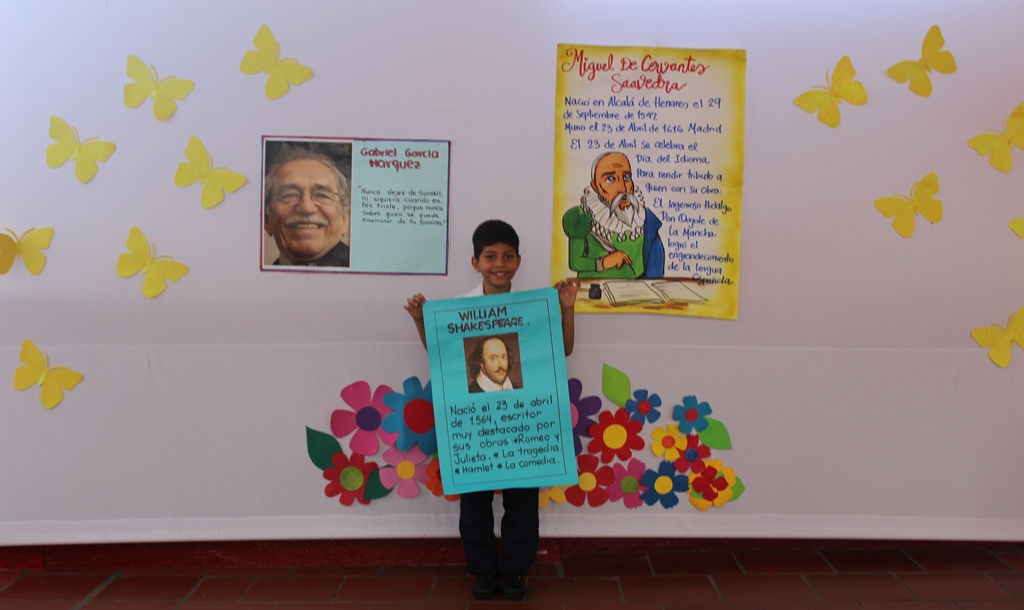 Gabriel García
Márquez
"Nunca dejes de Sonreír,
ni siquiera cuando es
tés triste, porque nunca
Sabes quien se puede
enamorar de tu Sonrisa."
Miguel De Cervantes
Saavedra
Nació en Alcalá de Henares, el 29
de Septiembre de 1547
Murio el 23 de Abril de 1616 Madrid
El 23 de Abril se celebra el
Día del Idioma
Para rendir tributo a
Quien con su Obra:
El Ingenioso Hidalgo
Don Quijote de
La Mancha
logró el
engrandecimiento
de la lengua
Española
WILLIAM
SHAKESPEARE.
Nació el 23 de abril
de 1.564, escritor
muy destacado por
sus obras:*Romeo y
Julieta. * La tragedia
*Hamlet * La comedia.